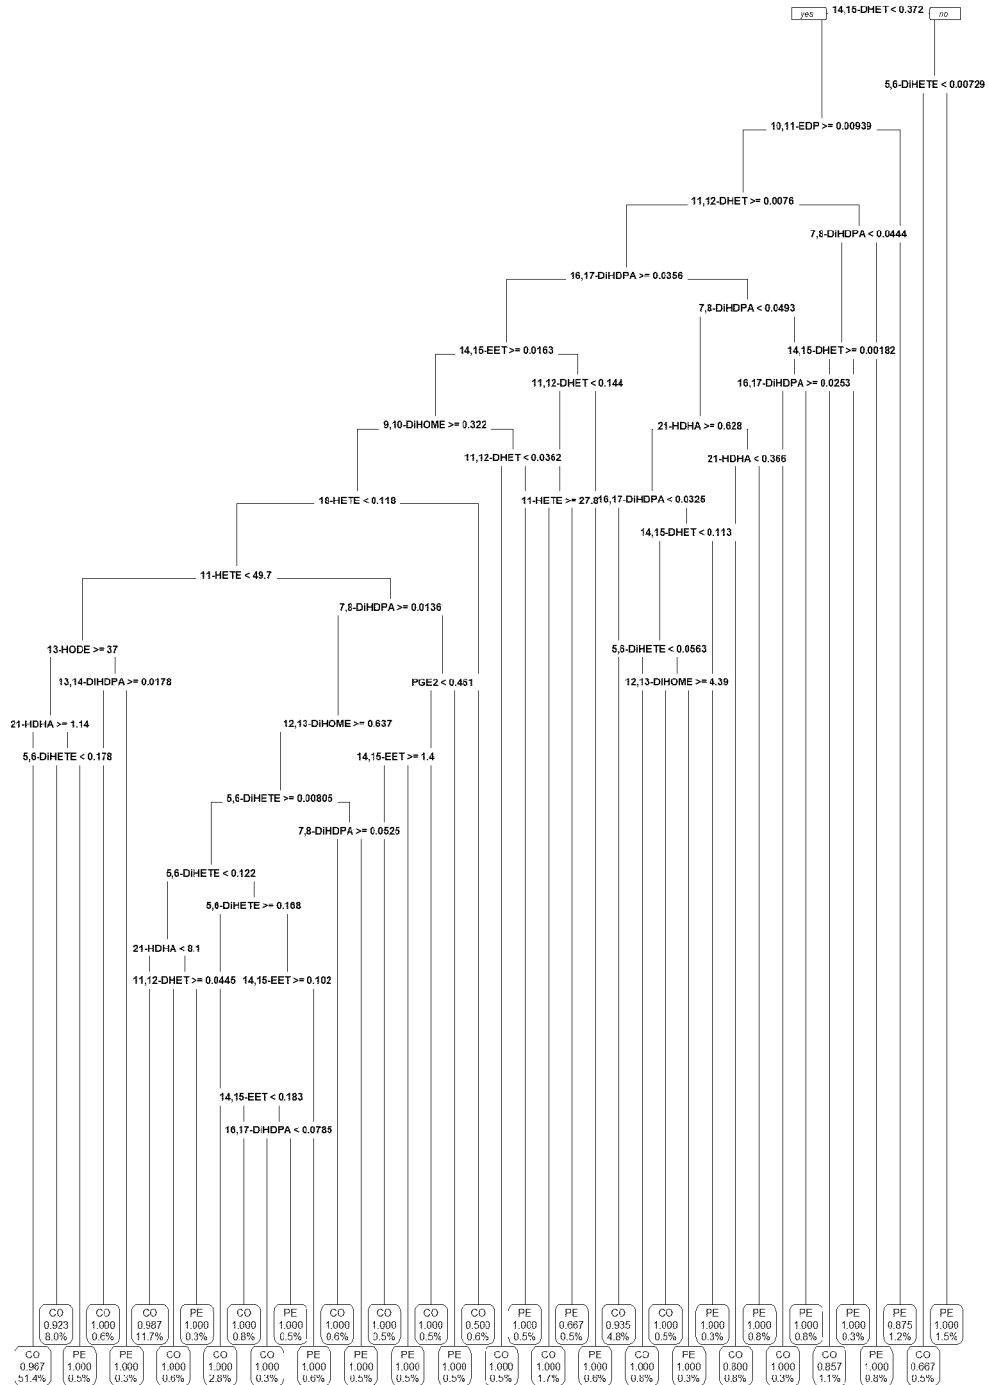 yes 14,15-DHET < 0.372 no
5,6-DiHETE < 0.00729
10,11-EDP >= 0.00939
11,12-DHET >= 0.0076
7,8-DiHDPA < 0.0444
16,17-DiHDPA >= 0.0356
7,8-DiHDPA < 0.0493
14,15-EET >= 0.0163
14,15-DHET >= 0.00182
11,12-DHET < 0.144
16,17-DiHDPA >= 0.0253
9,10-DiHOME >= 0.322
21-HDHA >= 0.628
11,12-DHET < 0.0362
21-HDHA < 0.366
18-HETE < 0.118
11-HETE >= 27.8
16,17-DiHDPA < 0.0325
14,15-DHET < 0.113
11-HETE < 49.7
7,8-DiHDPA >= 0.0136
13-HODE >= 37
5,6-DiHETE < 0.0563
13,14-DiHDPA >= 0.0178
PGE2 < 0.451
12,13-DiHOME >= 4.39
21-HDHA >= 1.14
12,13-DiHOME >= 0.637
5,6-DiHETE < 0.178
14,15-EET >= 1.4
5,6-DiHETE >= 0.00805
7,8-DiHDPA >= 0.0525
5,6-DiHETE < 0.122
5,6-DiHETE >= 0.168
21-HDHA < 8.1
11,12-DHET >= 0.0445
14,15-EET >= 0.102
14,15-EET < 0.183
16,17-DiHDPA < 0.0785
CO CO CO PE CO PE CO CO CO CO PE PE CO CO PE PE PE PE PE PE
0.923 1.000 0.987 1.000 1.000 1.000 1.000 1.000 1.000 0.500 1.000 0.667 0.935 1.000 1.000 1.000 1.000 1.000 0.875 1.000
8.0% 0.6% 11.7% 0.3% 0.8% 0.5% 0.6% 0.5% 0.5% 0.6% 0.5% 0.5% 4.8% 0.5% 0.3% 0.8% 0.8% 0.3% 1.2% 1.5%
CO PE PE CO CO CO PE PE PE PE CO CO PE CO PE CO CO CO PE CO
0.967 1.000 1.000 1.000 1.000 1.000 1.000 1.000 1.000 1.000 1.000 1.000 1.000 1.000 1.000 0.800 1.000 0.857 1.000 0.667
51.4% 0.5% 0.3% 0.6% 2.8% 0.3% 0.6% 0.5% 0.5% 0.5% 0.5% 1.7% 0.6% 0.8% 0.3% 0.8% 0.3% 1.1% 0.8% 0.5%